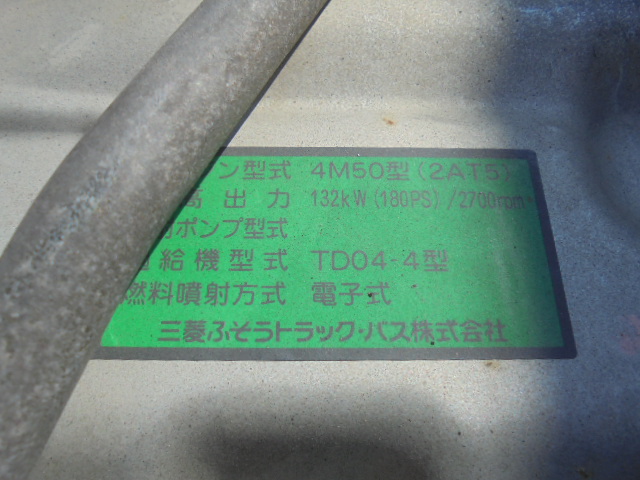 ン型式 4M50型(2AT5)
高出力 132kW(180PS)/2700rpm
ポンプ型式
給機型式 TD04-4型
燃料噴射方式 電子式
三菱ふそうトラック・バス株式会社